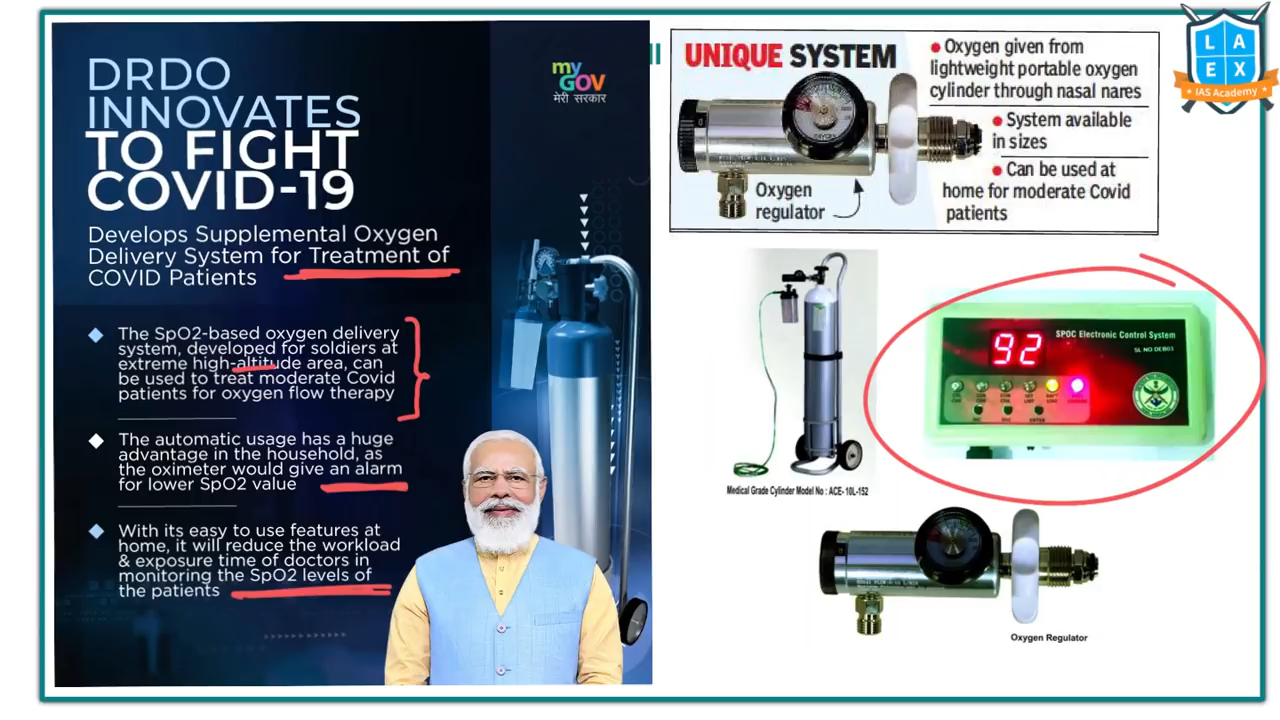 DRDO
INNOVATES
TO FIGHT
COVID-19
Develops Supplemental Oxygen
Delivery System for Treatment of
COVID Patients
The SpO2-based oxygen delivery
system, developed for soldiers at
extreme high-altitude area, can
be used to treat moderate Covid
patients for oxygen flow therapy
The automatic usage has a huge
advantage in the household, as
the oximeter would give an alarm
for lower SpO2 value
With its easy to use features at
home, it will reduce the workload
& exposure time of doctors in
monitoring the SpO2 levels of
the patients
my
GOV
मेरी सरकार
UNIQUE SYSTEM
Oxygen given from
lightweight portable oxygen
cylinder through nasal nares
System available
in sizes
Can be used at
home for moderate Covid
patients
Oxygen
regulator
OXYGEN
LAEX
IAS Academy
Medical Grade Cylinder Model No : ACE- 10L-152
SPOC Electronic Control System
SL NO DEB03
92
ENTER
Oxygen Regulator